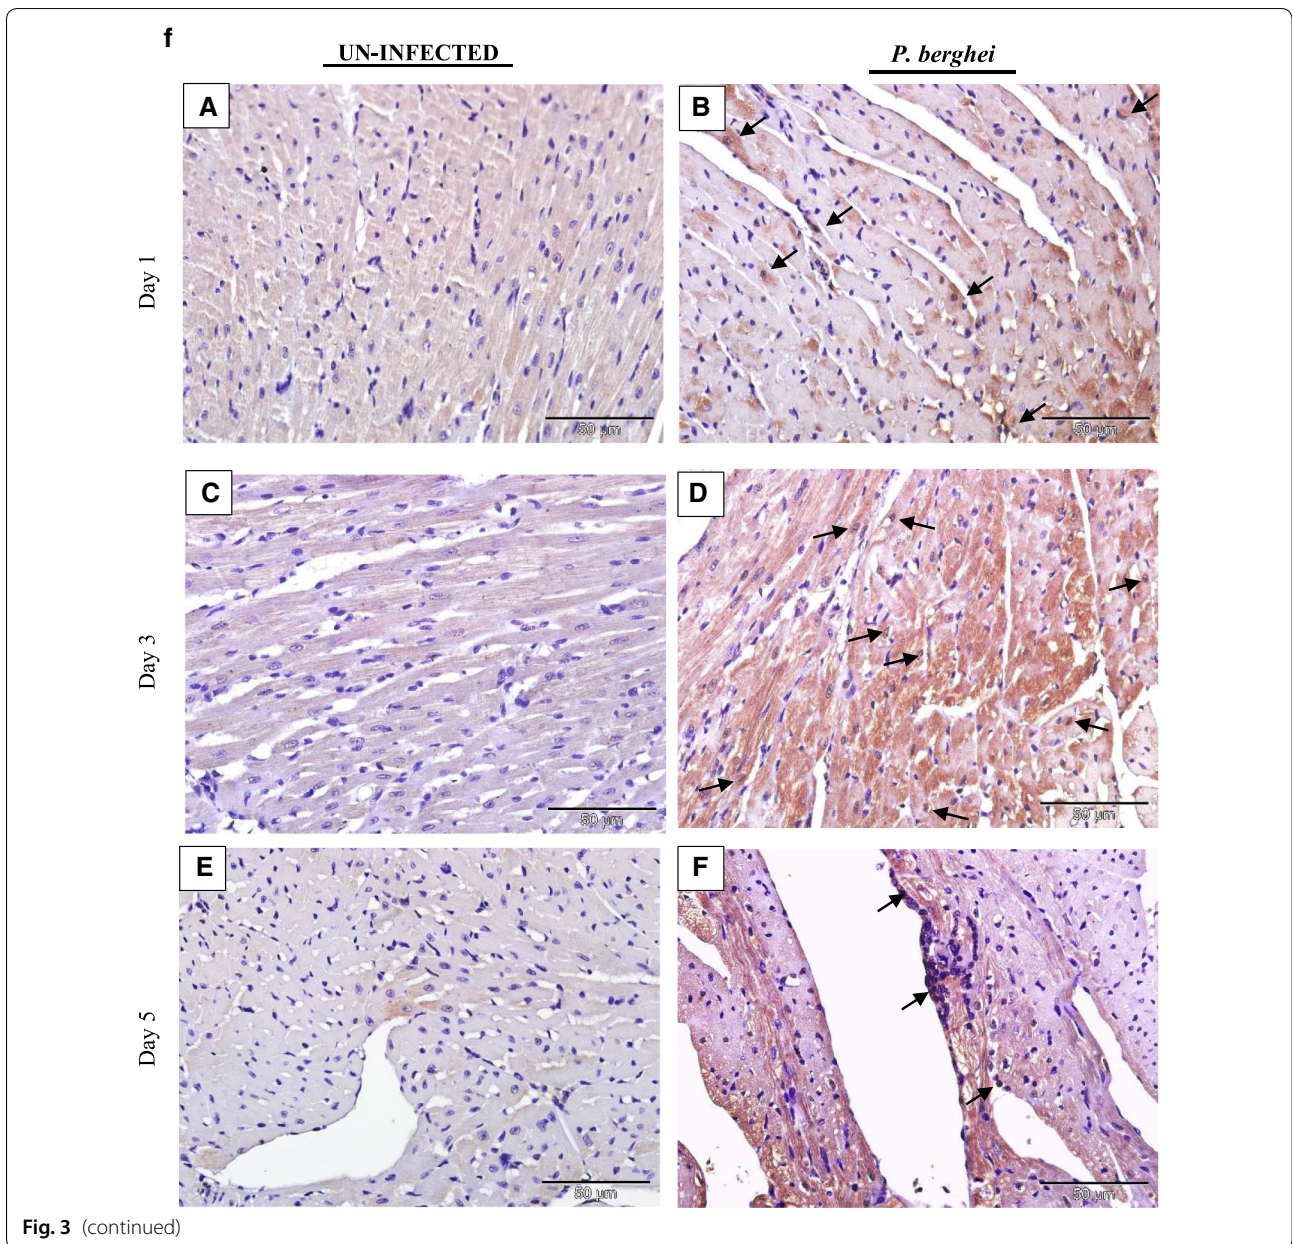 f
UN-INFECTED
P. berghei
Day 1
A
50 µm
B
50 µm
Day 3
C
50 µm
D
50 µm
Day 5
E
50 µm
F
50 µm
Fig. 3 (continued)